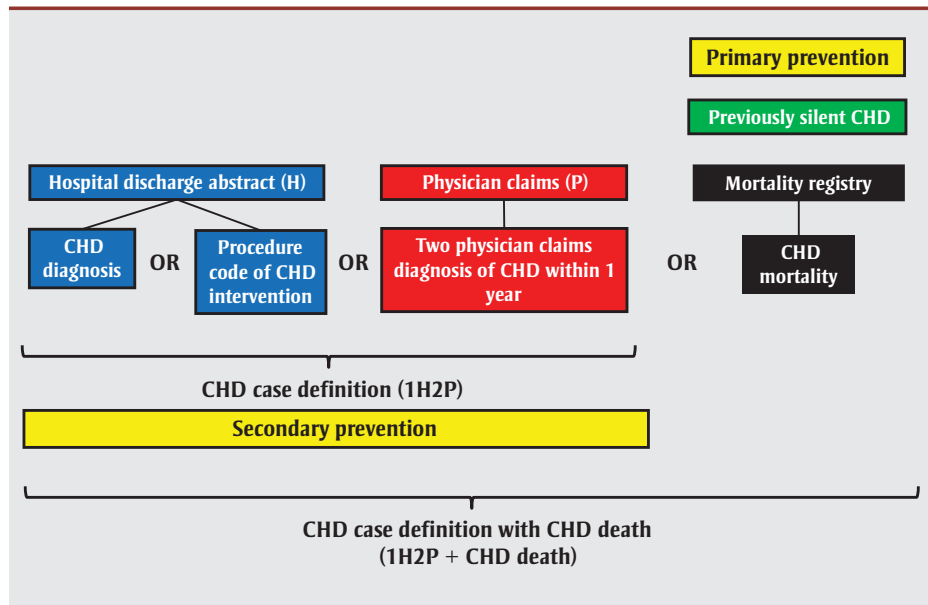 Primary prevention
Previously silent CHD
Hospital discharge abstract (H)
Physician claims (P)
Mortality registry
CHD
diagnosis
OR
Procedure
code of CHD
intervention
OR
Two physician claims
diagnosis of CHD within 1
year
OR
CHD
mortality
CHD case definition (1H2P)
Secondary prevention
CHD case definition with CHD death
(1H2P + CHD death)